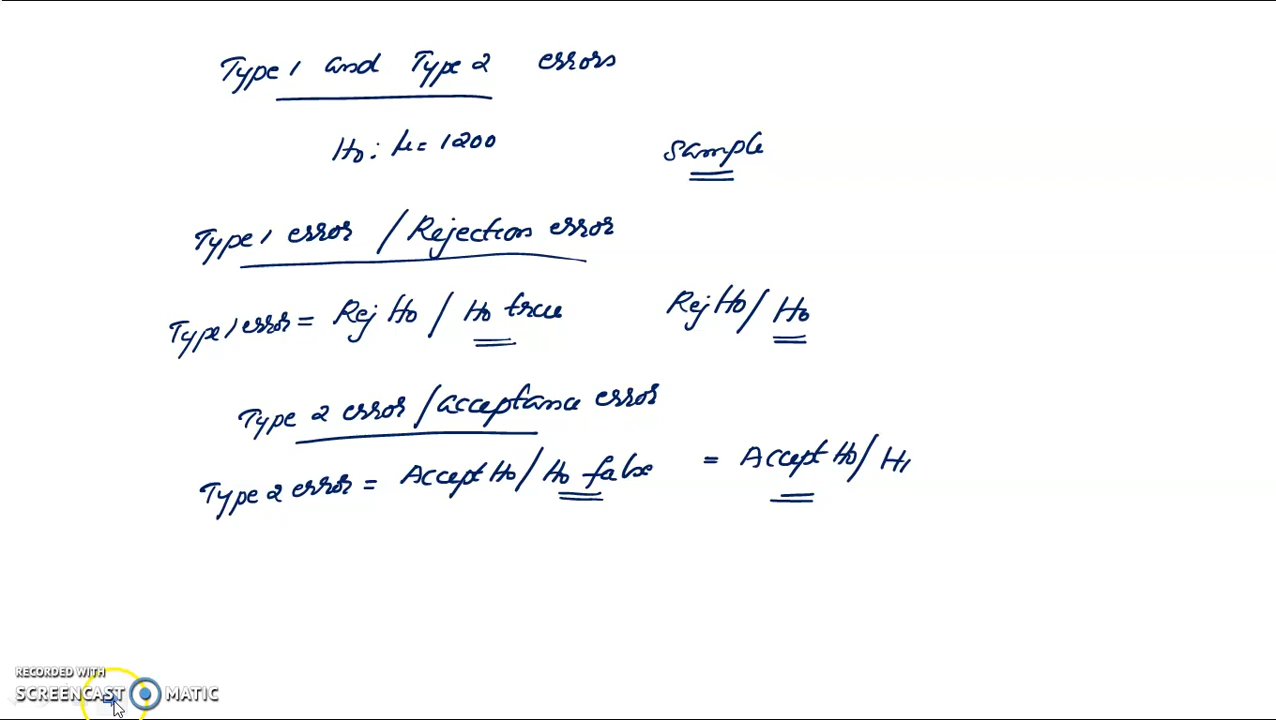 Type 1 and Type 2 errors
H0: μ= 1200 Sample
Type 1 error / Rejection error
Type 1 error = Rej H0 / H0 true Rej H0 / H0
Type 2 error / acceptance error
Type 2 error = Accept H0 / H0 false = Accept H0 / H1
RECORDED WITH
SCREENCAST MATIC